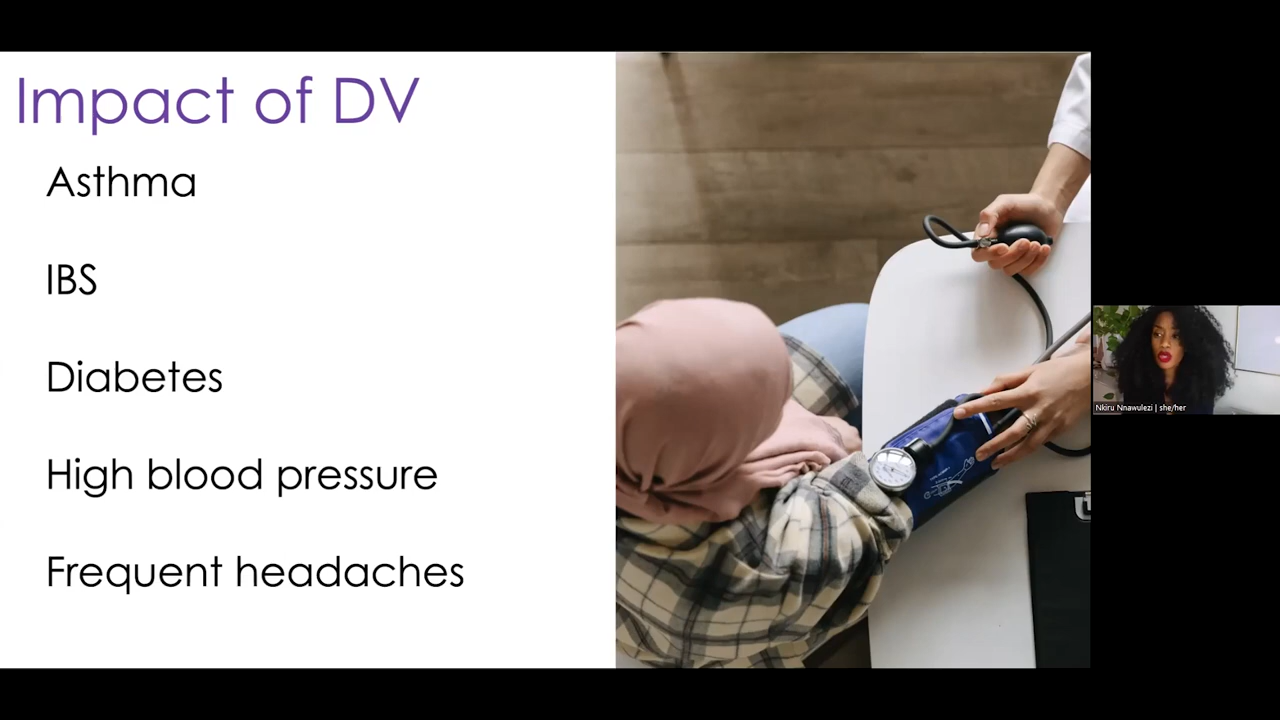 Impact of DV
Asthma
IBS
Diabetes
High blood pressure
Frequent headaches
Nkiru Nnawulezi | she/her